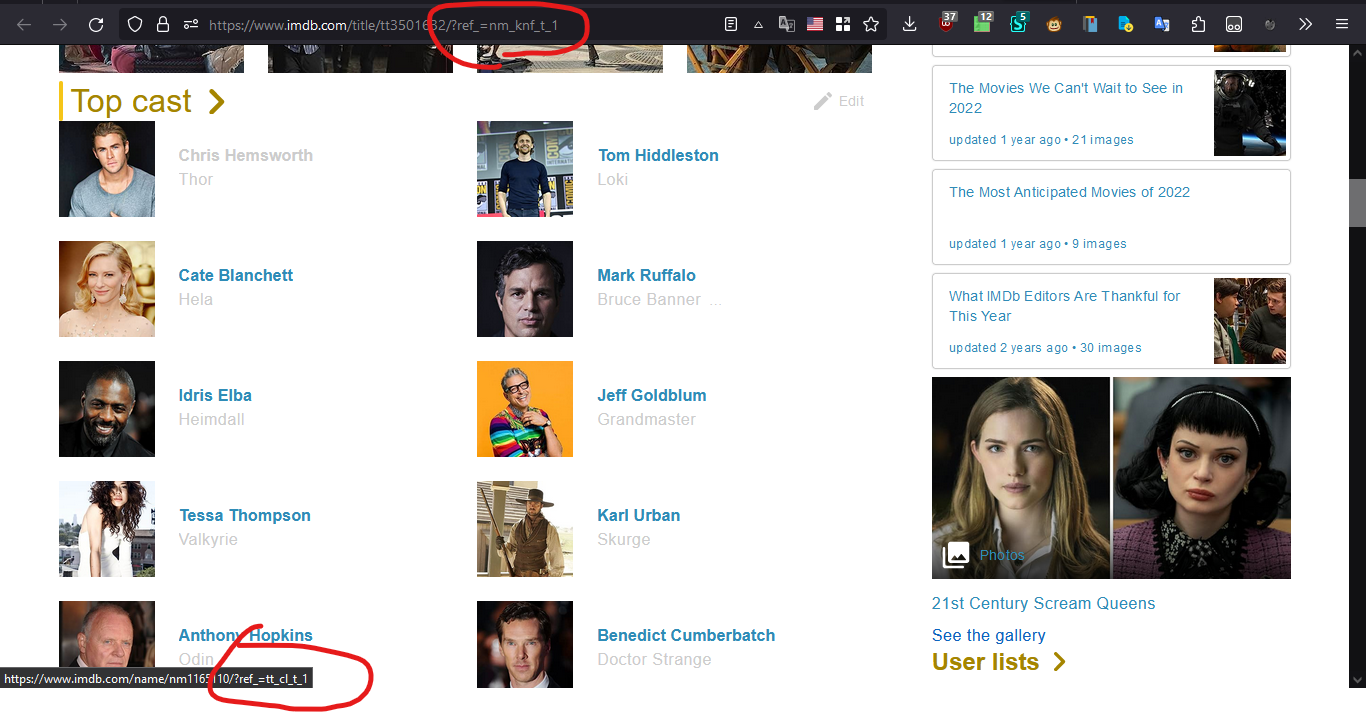 https://www.imdb.com/title/tt3501632/?ref_=nm_knf_t_1
37
12
5
Top cast
Edit
Chris Hemsworth
Thor
Tom Hiddleston
Loki
Cate Blanchett
Hela
Mark Ruffalo
Bruce Banner ...
Idris Elba
Heimdall
Jeff Goldblum
Grandmaster
Tessa Thompson
Valkyrie
Karl Urban
Skurge
Anthony Hopkins
Odin
Benedict Cumberbatch
Doctor Strange
https://www.imdb.com/name/nm1165110/?ref_=tt_cl_t_1
The Movies We Can't Wait to See in
2022
updated 1 year ago • 21 images
The Most Anticipated Movies of 2022
updated 1 year ago • 9 images
What IMDb Editors Are Thankful for
This Year
updated 2 years ago • 30 images
Photos
21st Century Scream Queens
See the gallery
User lists